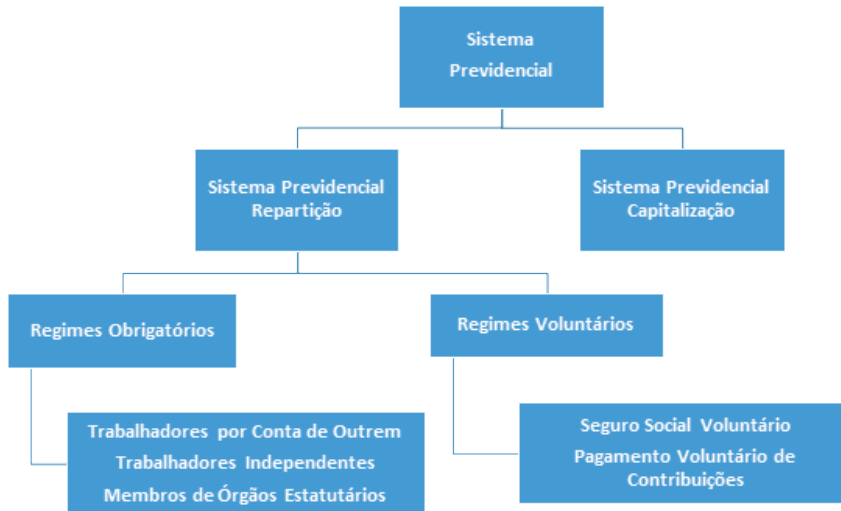 Sistema
Previdencial
Sistema Previdencial
Repartição
Sistema Previdencial
Capitalização
Regimes Obrigatórios
Regimes Voluntários
Trabalhadores por Conta de Outrem
Trabalhadores Independentes
Membros de Órgãos Estatutários
Seguro Social Voluntário
Pagamento Voluntário de
Contribuições